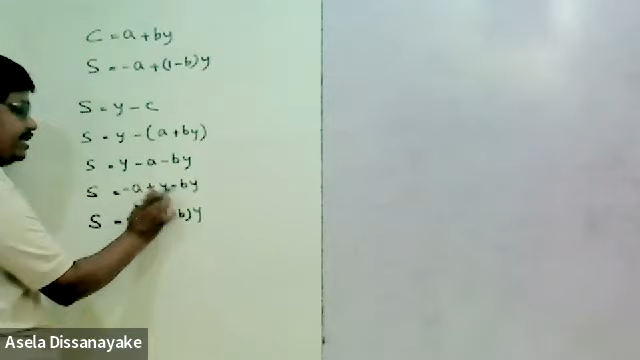 C = a + by
S = -a + (1-b)y
S = y - c
S = y - (a + by)
S = y - a - by
S = -a + y - by
S = b)y
Asela Dissanayake